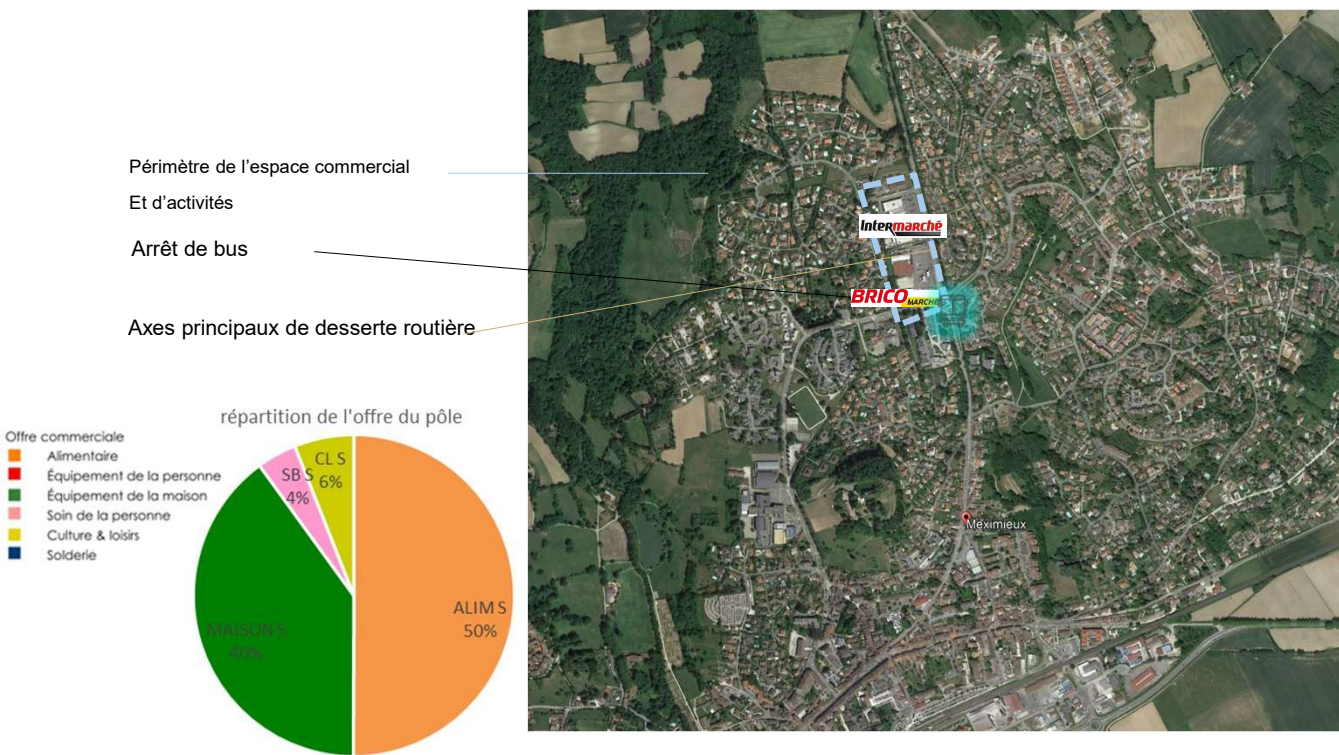 Périmètre de l'espace commercial
Et d'activités
Arrêt de bus
Axes principaux de desserte routière
Intermarché
BRICO MARCHÉ
Méximieux
répartition de l'offre du pôle
Offre commerciale
Alimentaire
Équipement de la personne
Équipement de la maison
Soin de la personne
Culture & loisirs
Solderie
CL S
6%
SB S
4%
ALIM S
50%
MAISON S
40%